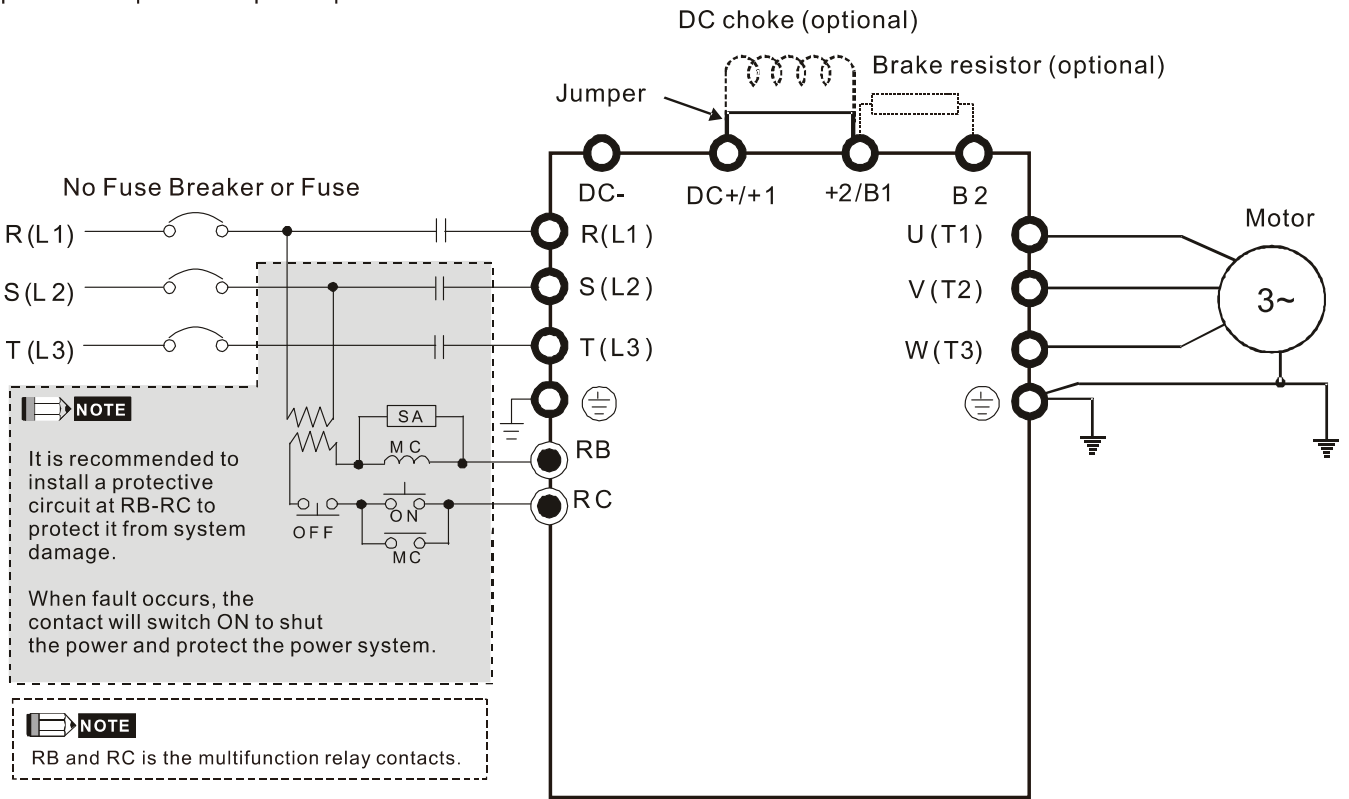 DC choke (optional)
Brake resistor (optional)
Jumper
DC-
DC+/+1
+2/B1
B2
No Fuse Breaker or Fuse
R(L1)
R(L1)
U(T1)
Motor
S(L2)
S(L2)
V(T2)
3~
T(L3)
T(L3)
W(T3)
NOTE
SA
MC
RB
RC
ON
OFF
MC
It is recommended to
install a protective
circuit at RB-RC to
protect it from system
damage.
When fault occurs, the
contact will switch ON to shut
the power and protect the power system.
NOTE
RB and RC is the multifunction relay contacts.